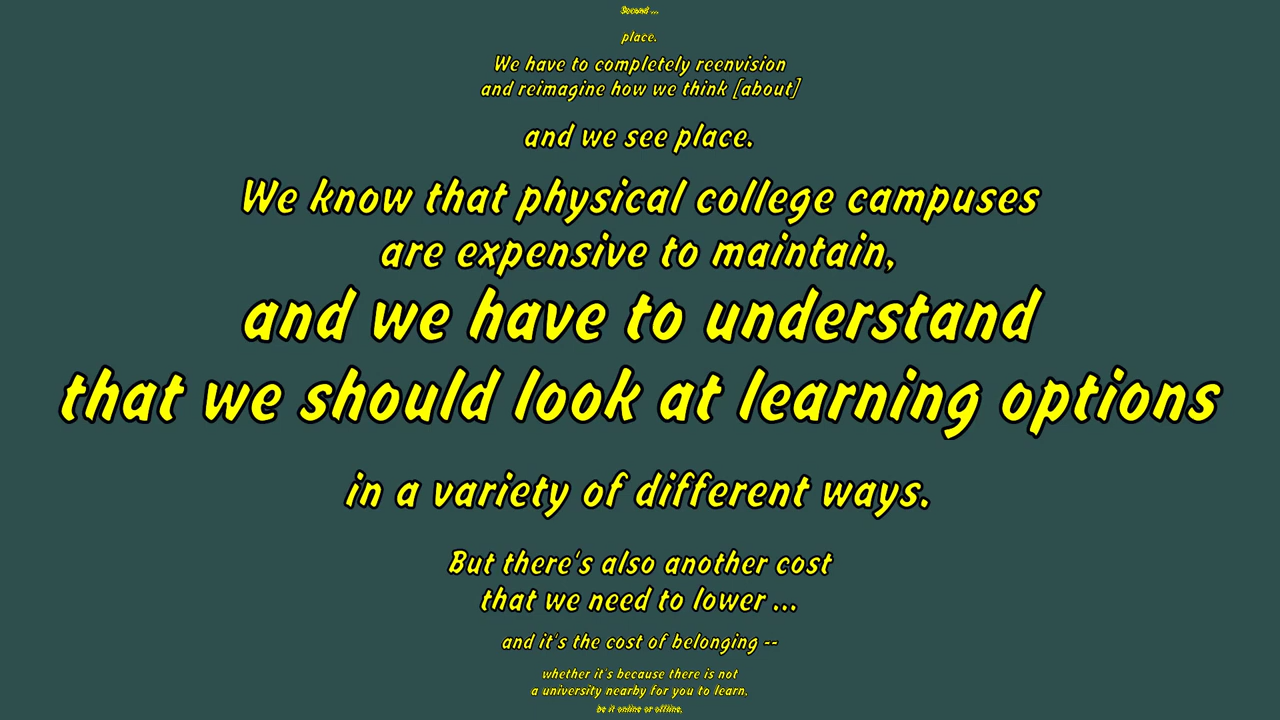 Second ...
place.
We have to completely reenvision
and reimagine how we think [about]
and we see place.
We know that physical college campuses
are expensive to maintain,
and we have to understand
that we should look at learning options
in a variety of different ways.
But there's also another cost
that we need to lower ...
and it's the cost of belonging --
whether it's because there is not
a university nearby for you to learn,
be it online or offline,